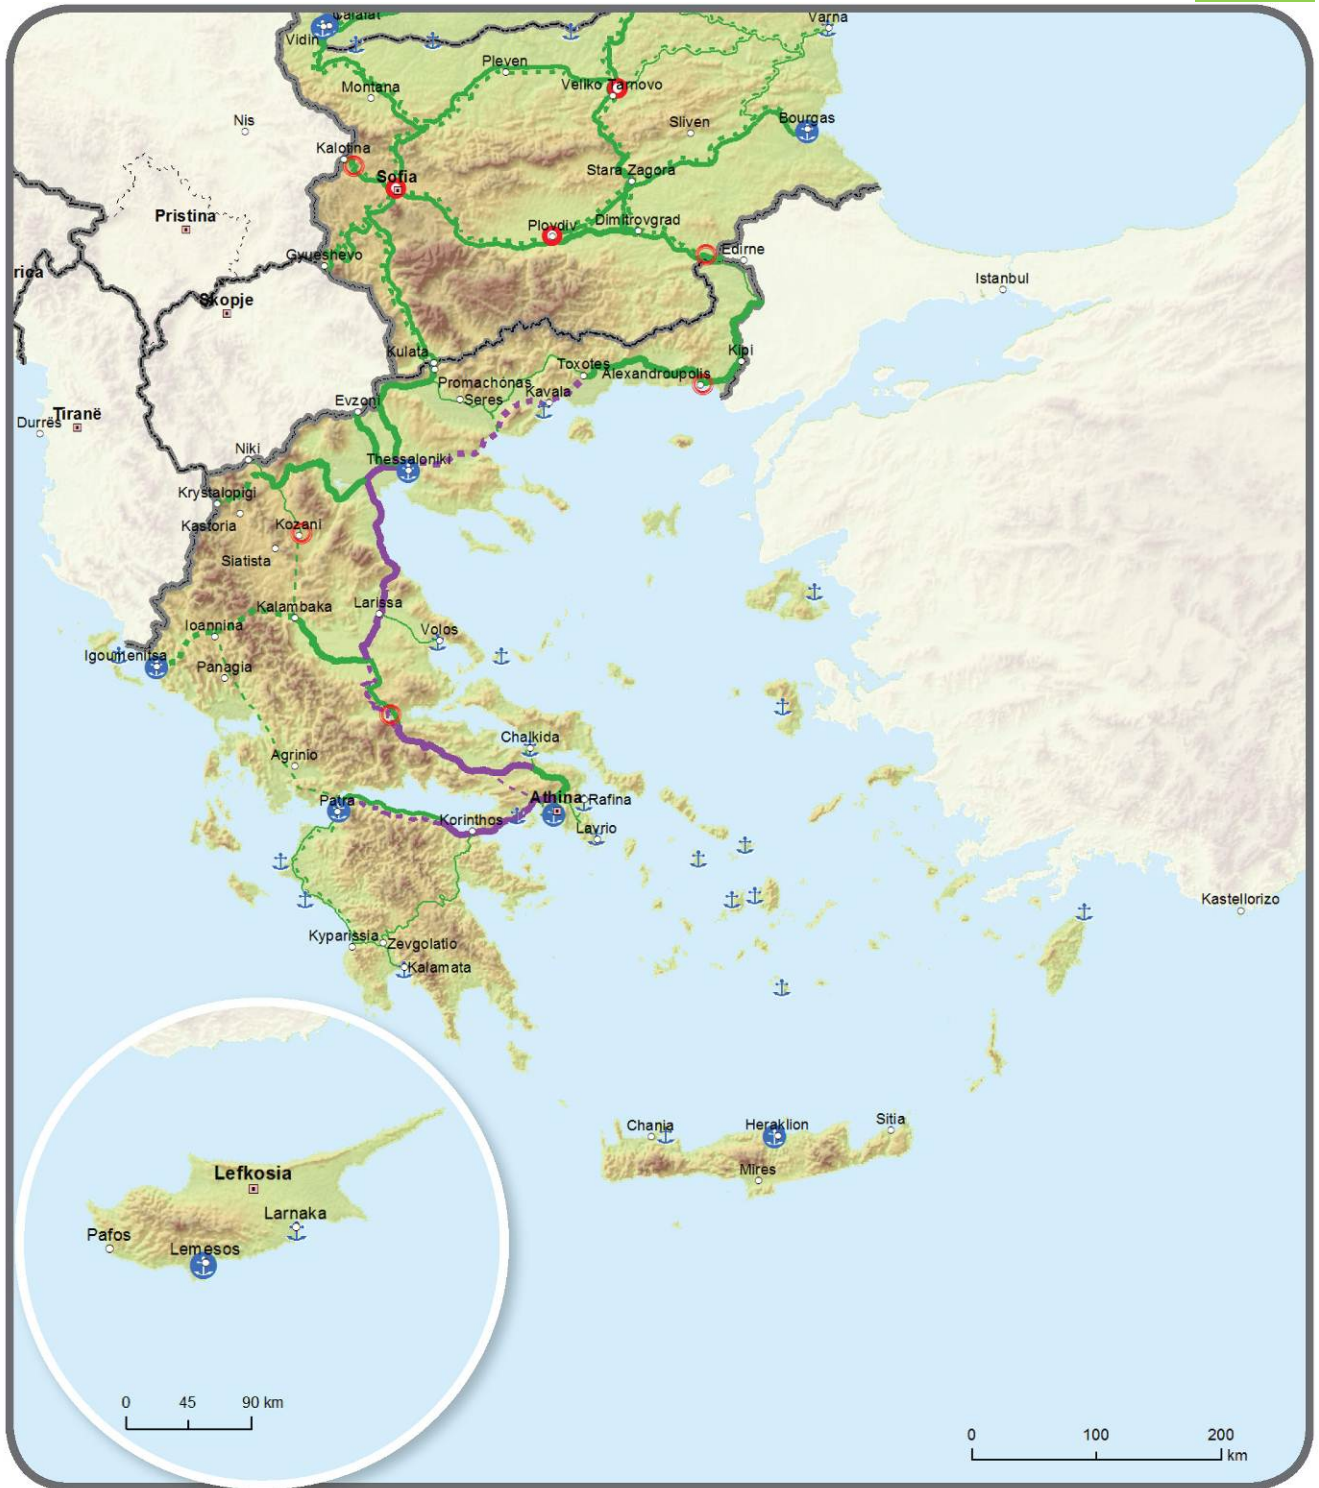 Calafat
Varna
Vidin
Pleven
Montana
Veliko Tarnovo
Nis
Sliven
Bourgas
Kalotina
Sofia
Stara Zagora
Pristina
Plovdiv
Dimitrovgrad
Gyueshevo
Edirne
rica
Istanbul
Skopje
Kulata
Kipi
Toxotes
Alexandroupolis
Promachonas
Kavala
Seres
Evzoni
Tiranë
Durrës
Niki
Thessaloniki
Krystalopigi
Kastoria
Kozani
Siatista
Kalambaka
Larissa
Ioannina
Volos
Igoumenitsa
Panagia
Chalkida
Agrinio
Patra
Athina
Rafina
Korinthos
Lavrio
Kastellorizo
Kyparissia
Zevgolatio
Kalamata
Chania
Heraklion
Sitia
Mires
Lefkosia
Larnaka
Pafos
Lemesos
0 45 90 km
0 100 200
km